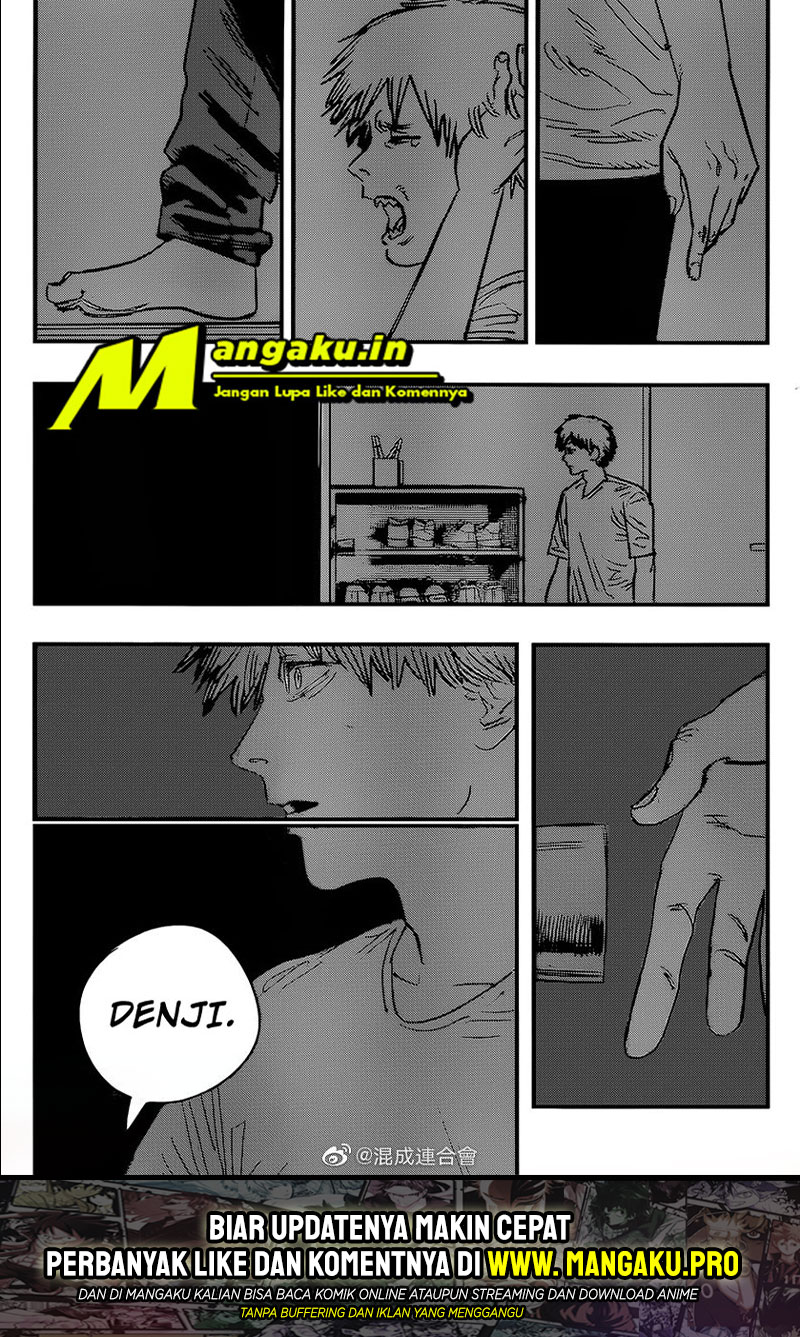 Mangaku.in
Jangan Lupa Like dan Komennya
DENJI.
@混成連合會
BIAR UPDATENYA MAKIN CEPAT
PERBANYAK LIKE DAN KOMENTNYA DI WWW. MANGAKU.PRO
DAN DI MANGAKU KALIAN BISA BACA KOMIK ONLINE ATAUPUN STREAMING DAN DOWNLOAD ANIME
TANPA BUFFERING DAN IKLAN YANG MENGGANGU